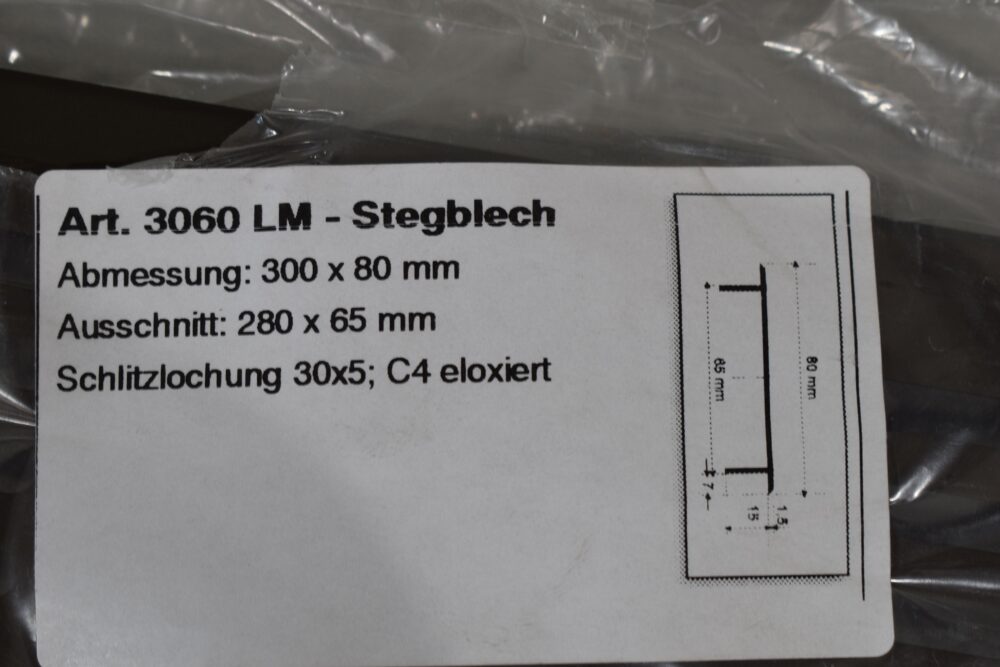 Art. 3060 LM - Stegblech
Abmessung: 300 x 80 mm
Ausschnitt: 280 x 65 mm
Schlitzlochung 30x5; C4 eloxiert
65 mm
80 mm
7
15
1,5